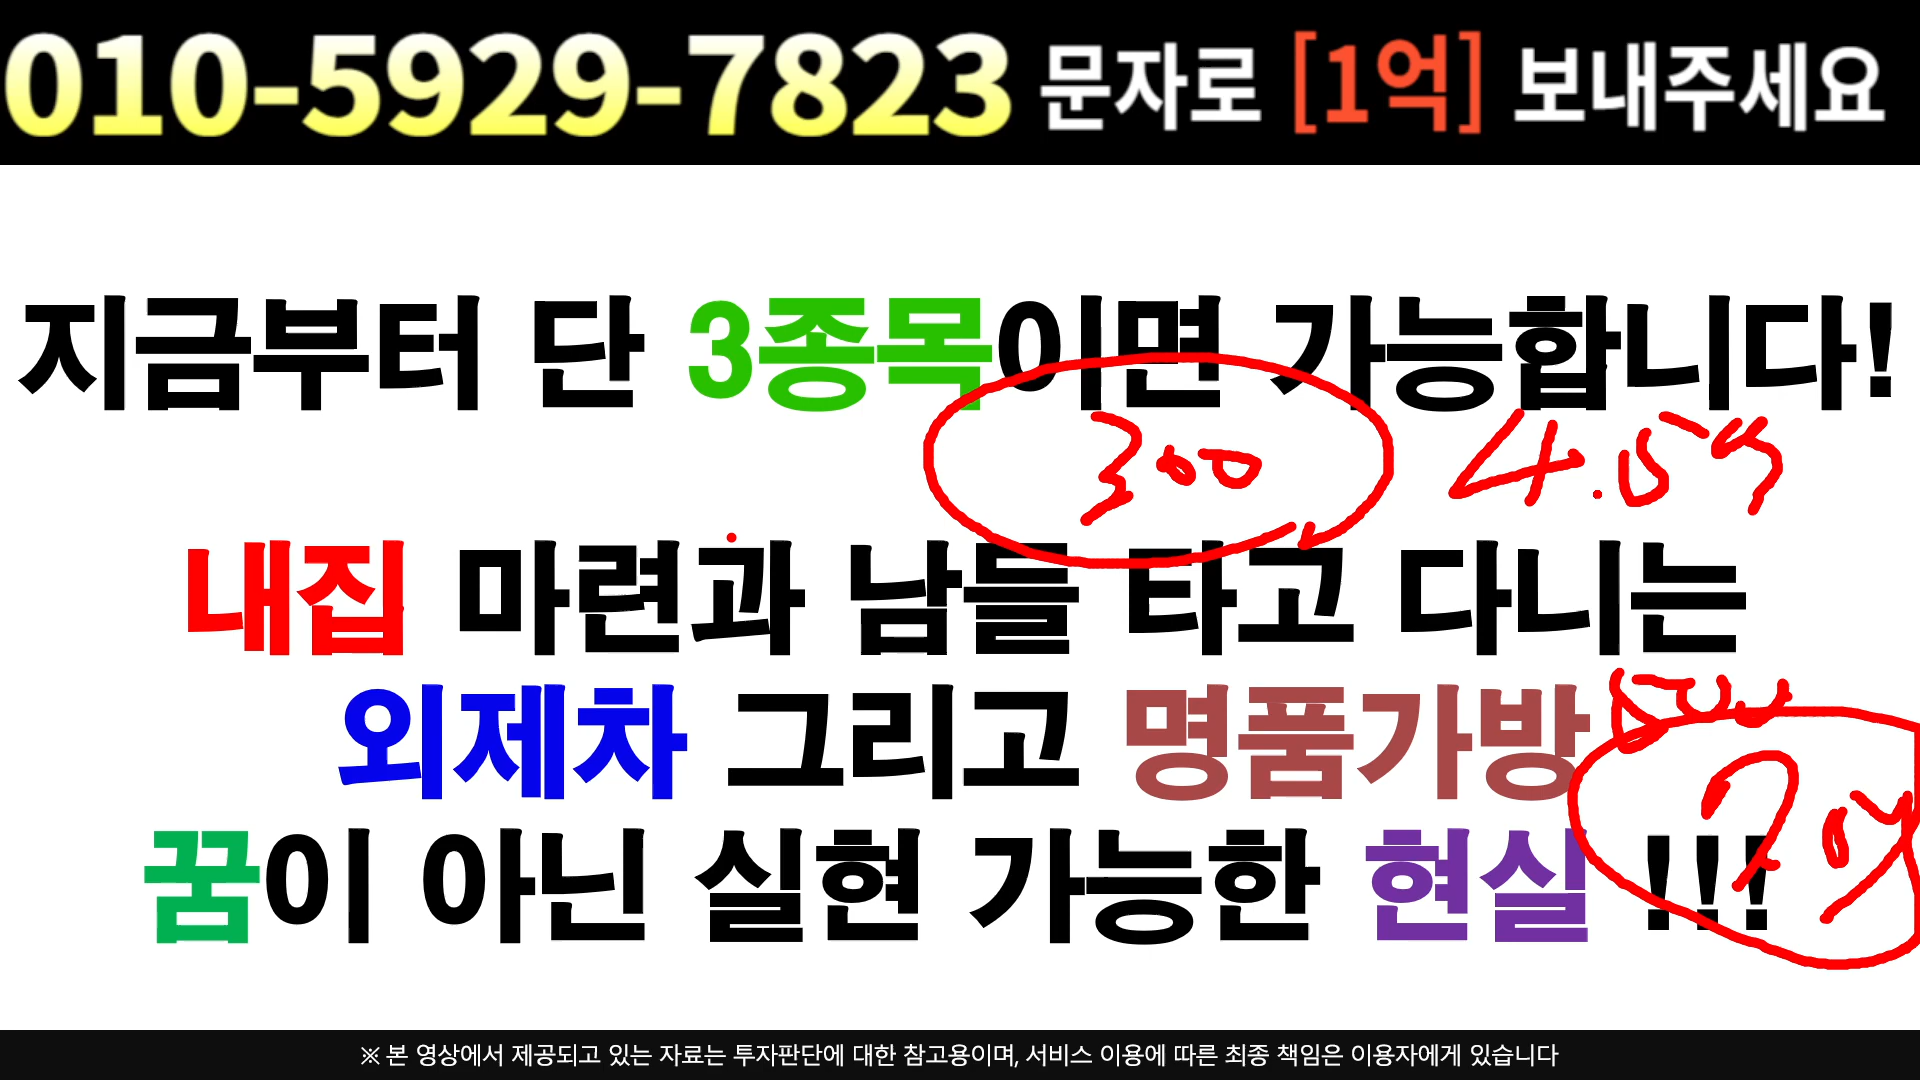 010-5929-7823 문자로 [1억] 보내주세요
지금부터 단 3종목이면 가능합니다!
300 4.5억
내집 마련과 남들 타고 다니는
외제차 그리고 명품가방
500
꿈이 아닌 실현 가능한 현실 !!!
※ 본 영상에서 제공되고 있는 자료는 투자판단에 대한 참고용이며, 서비스 이용에 따른 최종 책임은 이용자에게 있습니다